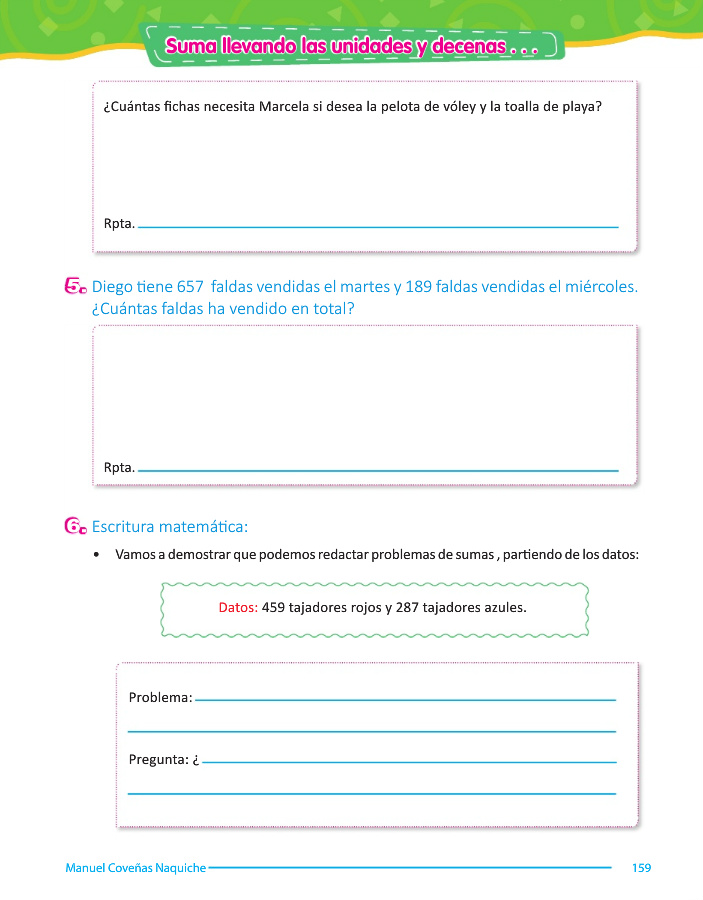 Suma llevando las unidades y decenas . . .
¿Cuántas fichas necesita Marcela si desea la pelota de vóley y la toalla de playa?
Rpta.
5. Diego tiene 657 faldas vendidas el martes y 189 faldas vendidas el miércoles.
¿Cuántas faldas ha vendido en total?
Rpta.
6. Escritura matemática:
• Vamos a demostrar que podemos redactar problemas de sumas , partiendo de los datos:
Datos: 459 tajadores rojos y 287 tajadores azules.
Problema:
Pregunta: ¿
Manuel Coveñas Naquiche 159